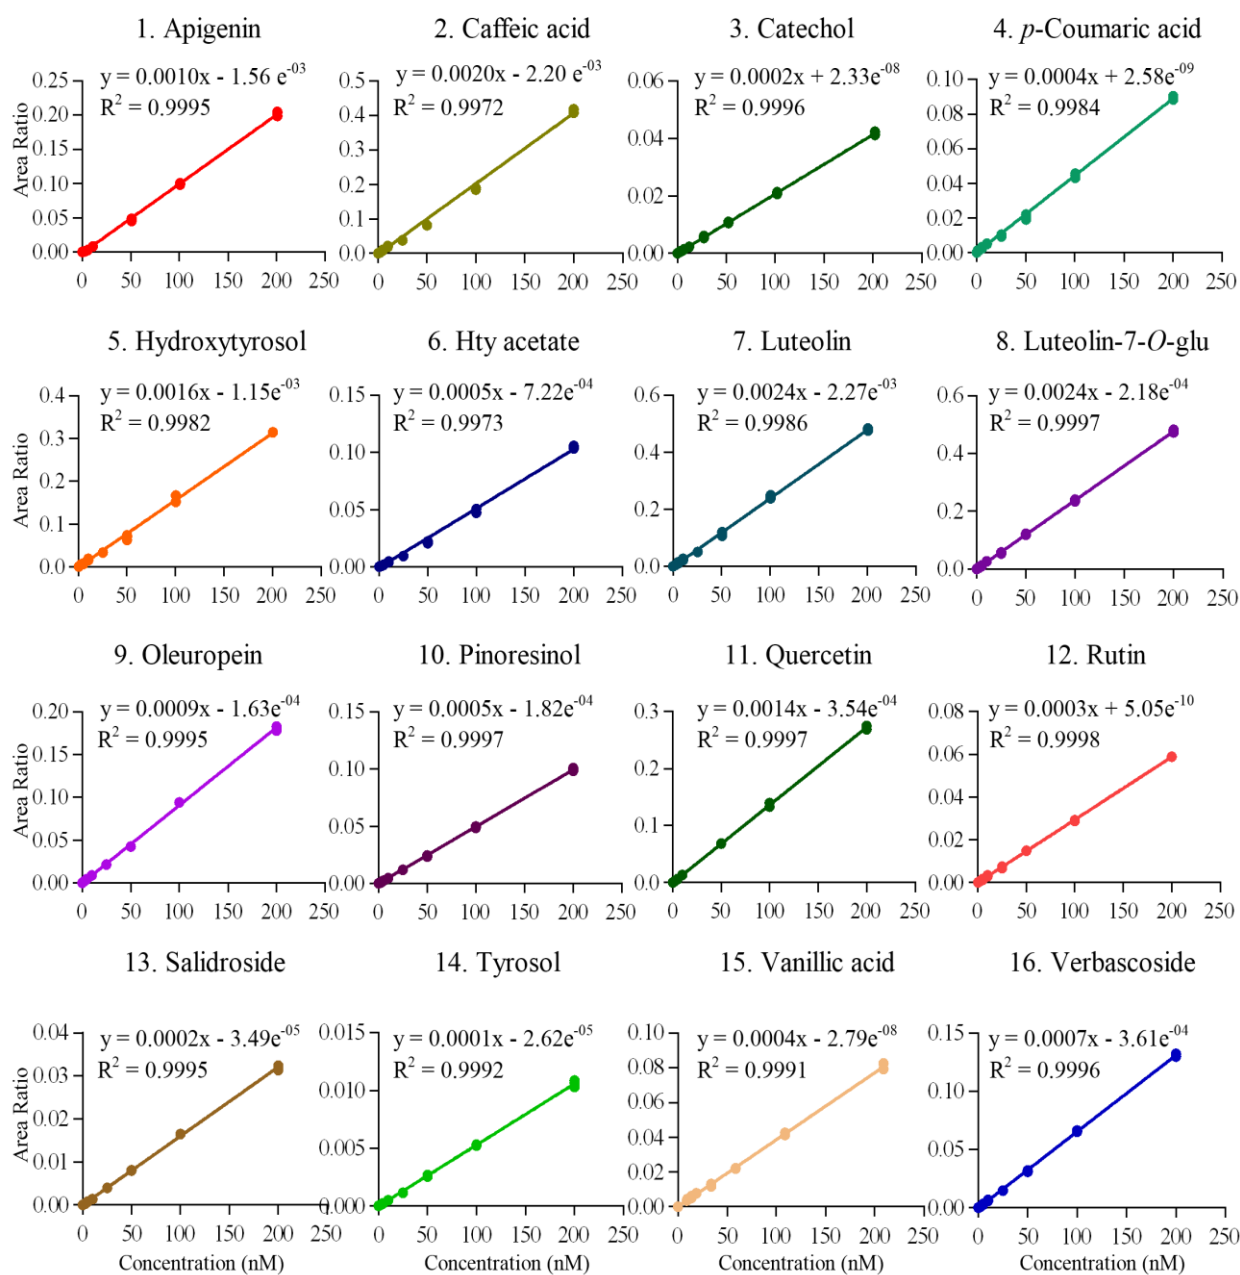 1. Apigenin
y = 0.0010x - 1.56 e⁻⁰³
R² = 0.9995
Area Ratio
0.25
0.20
0.15
0.10
0.05
0.00
0 50 100 150 200 250
2. Caffeic acid
y = 0.0020x - 2.20 e⁻⁰³
R² = 0.9972
0.5
0.4
0.3
0.2
0.1
0.0
0 50 100 150 200 250
3. Catechol
y = 0.0002x + 2.33e⁻⁰⁸
R² = 0.9996
0.06
0.04
0.02
0.00
0 50 100 150 200 250
4. p-Coumaric acid
y = 0.0004x + 2.58e⁻⁰⁹
R² = 0.9984
0.10
0.08
0.06
0.04
0.02
0.00
0 50 100 150 200 250
5. Hydroxytyrosol
y = 0.0016x - 1.15e⁻⁰³
R² = 0.9982
Area Ratio
0.4
0.3
0.2
0.1
0.0
0 50 100 150 200 250
6. Hty acetate
y = 0.0005x - 7.22e⁻⁰⁴
R² = 0.9973
0.15
0.10
0.05
0.00
0 50 100 150 200 250
7. Luteolin
y = 0.0024x - 2.27e⁻⁰³
R² = 0.9986
0.6
0.4
0.2
0.0
0 50 100 150 200 250
8. Luteolin-7-O-glu
y = 0.0024x - 2.18e⁻⁰⁴
R² = 0.9997
0.6
0.4
0.2
0.0
0 50 100 150 200 250
9. Oleuropein
y = 0.0009x - 1.63e⁻⁰⁴
R² = 0.9995
Area Ratio
0.20
0.15
0.10
0.05
0.00
0 50 100 150 200 250
10. Pinoresinol
y = 0.0005x - 1.82e⁻⁰⁴
R² = 0.9997
0.15
0.10
0.05
0.00
0 50 100 150 200 250
11. Quercetin
y = 0.0014x - 3.54e⁻⁰⁴
R² = 0.9997
0.3
0.2
0.1
0.0
0 50 100 150 200 250
12. Rutin
y = 0.0003x + 5.05e⁻¹⁰
R² = 0.9998
0.08
0.06
0.04
0.02
0.00
0 50 100 150 200 250
13. Salidroside
y = 0.0002x - 3.49e⁻⁰⁵
R² = 0.9995
Area Ratio
0.04
0.03
0.02
0.01
0.00
0 50 100 150 200 250
Concentration (nM)
14. Tyrosol
y = 0.0001x - 2.62e⁻⁰⁵
R² = 0.9992
0.015
0.010
0.005
0.000
0 50 100 150 200 250
Concentration (nM)
15. Vanillic acid
y = 0.0004x - 2.79e⁻⁰⁸
R² = 0.9991
0.10
0.08
0.06
0.04
0.02
0.00
0 50 100 150 200 250
Concentration (nM)
16. Verbascoside
y = 0.0007x - 3.61e⁻⁰⁴
R² = 0.9996
0.15
0.10
0.05
0.00
0 50 100 150 200 250
Concentration (nM)